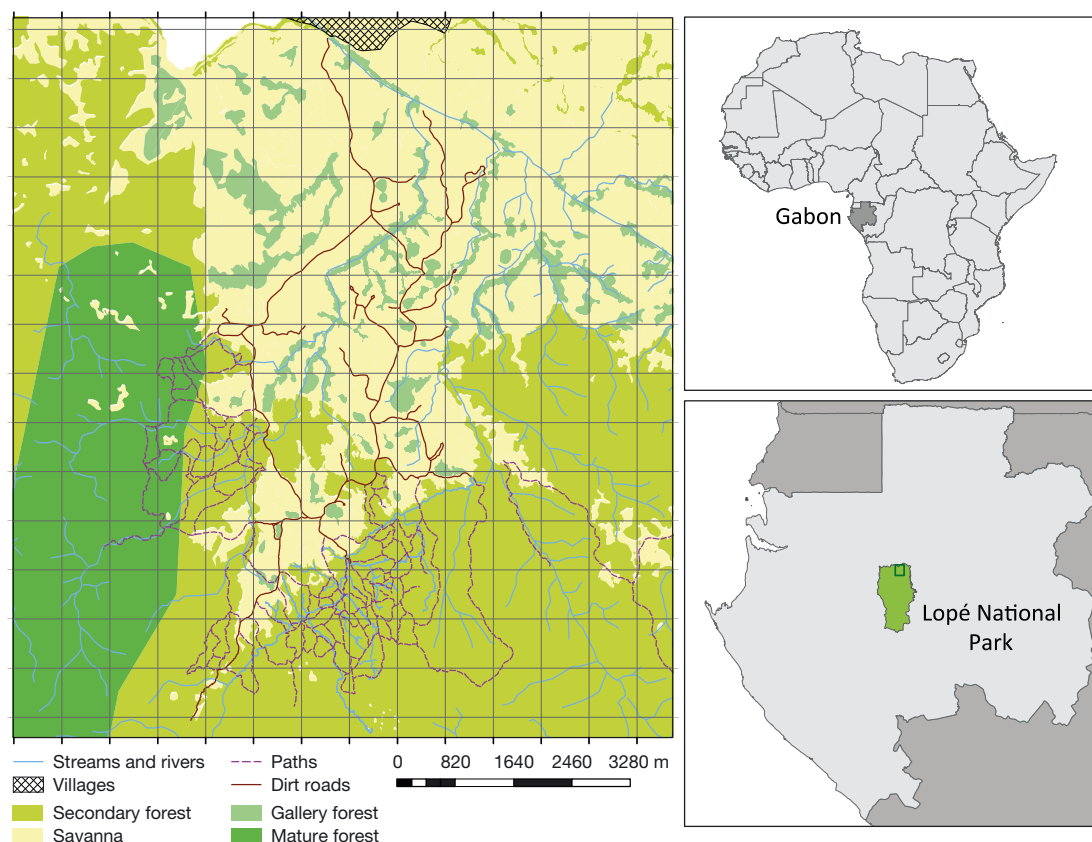 Gabon
Lopé National
Park
Streams and rivers
Villages
Secondary forest
Savanna
Paths
Dirt roads
Gallery forest
Mature forest
0 820 1640 2460 3280 m